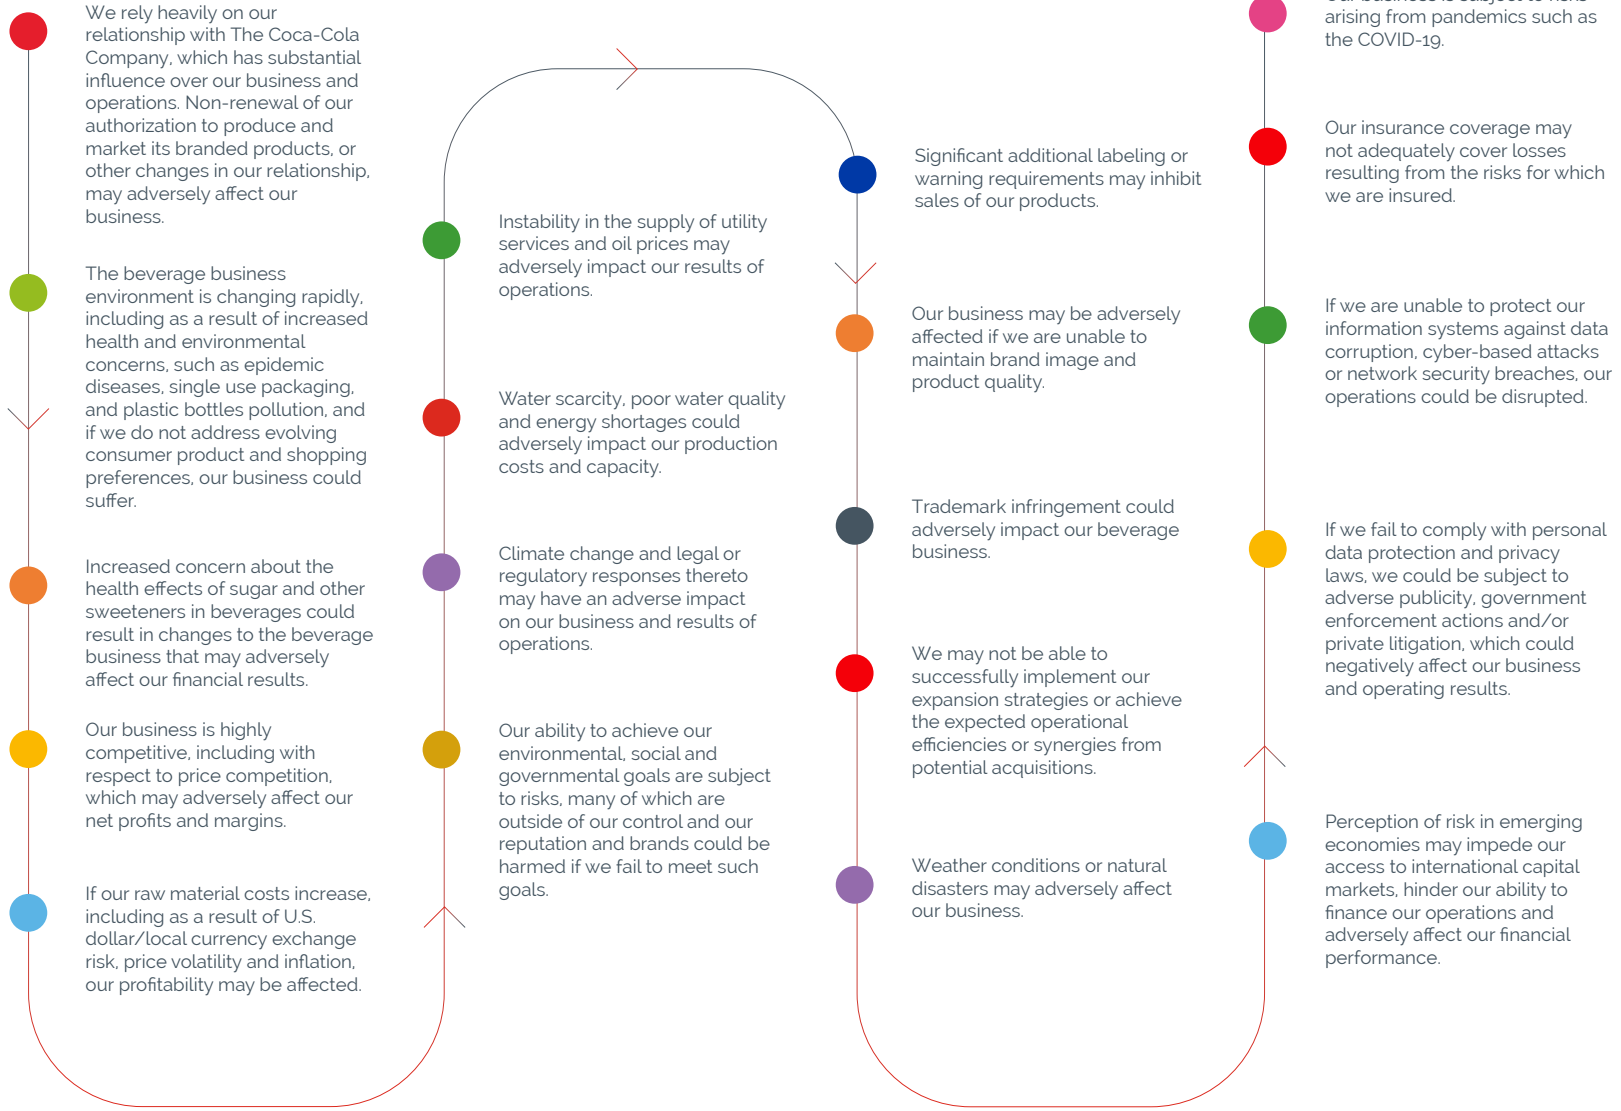 We rely heavily on our
relationship with The Coca-Cola
Company, which has substantial
influence over our business and
operations. Non-renewal of our
authorization to produce and
market its branded products, or
other changes in our relationship,
may adversely affect our
business.
The beverage business
environment is changing rapidly,
including as a result of increased
health and environmental
concerns, such as epidemic
diseases, single use packaging,
and plastic bottles pollution, and
if we do not address evolving
consumer product and shopping
preferences, our business could
suffer.
Increased concern about the
health effects of sugar and other
sweeteners in beverages could
result in changes to the beverage
business that may adversely
affect our financial results.
Our business is highly
competitive, including with
respect to price competition,
which may adversely affect our
net profits and margins.
If our raw material costs increase,
including as a result of U.S.
dollar/local currency exchange
risk, price volatility and inflation,
our profitability may be affected.
Instability in the supply of utility
services and oil prices may
adversely impact our results of
operations.
Water scarcity, poor water quality
and energy shortages could
adversely impact our production
costs and capacity.
Climate change and legal or
regulatory responses thereto
may have an adverse impact
on our business and results of
operations.
Our ability to achieve our
environmental, social and
governmental goals are subject
to risks, many of which are
outside of our control and our
reputation and brands could be
harmed if we fail to meet such
goals.
Significant additional labeling or
warning requirements may inhibit
sales of our products.
Our business may be adversely
affected if we are unable to
maintain brand image and
product quality.
Trademark infringement could
adversely impact our beverage
business.
We may not be able to
successfully implement our
expansion strategies or achieve
the expected operational
efficiencies or synergies from
potential acquisitions.
Weather conditions or natural
disasters may adversely affect
our business.
Our business is subject to risks
arising from pandemics such as
the COVID-19.
Our insurance coverage may
not adequately cover losses
resulting from the risks for which
we are insured.
If we are unable to protect our
information systems against data
corruption, cyber-based attacks
or network security breaches, our
operations could be disrupted.
If we fail to comply with personal
data protection and privacy
laws, we could be subject to
adverse publicity, government
enforcement actions and/or
private litigation, which could
negatively affect our business
and operating results.
Perception of risk in emerging
economies may impede our
access to international capital
markets, hinder our ability to
finance our operations and
adversely affect our financial
performance.